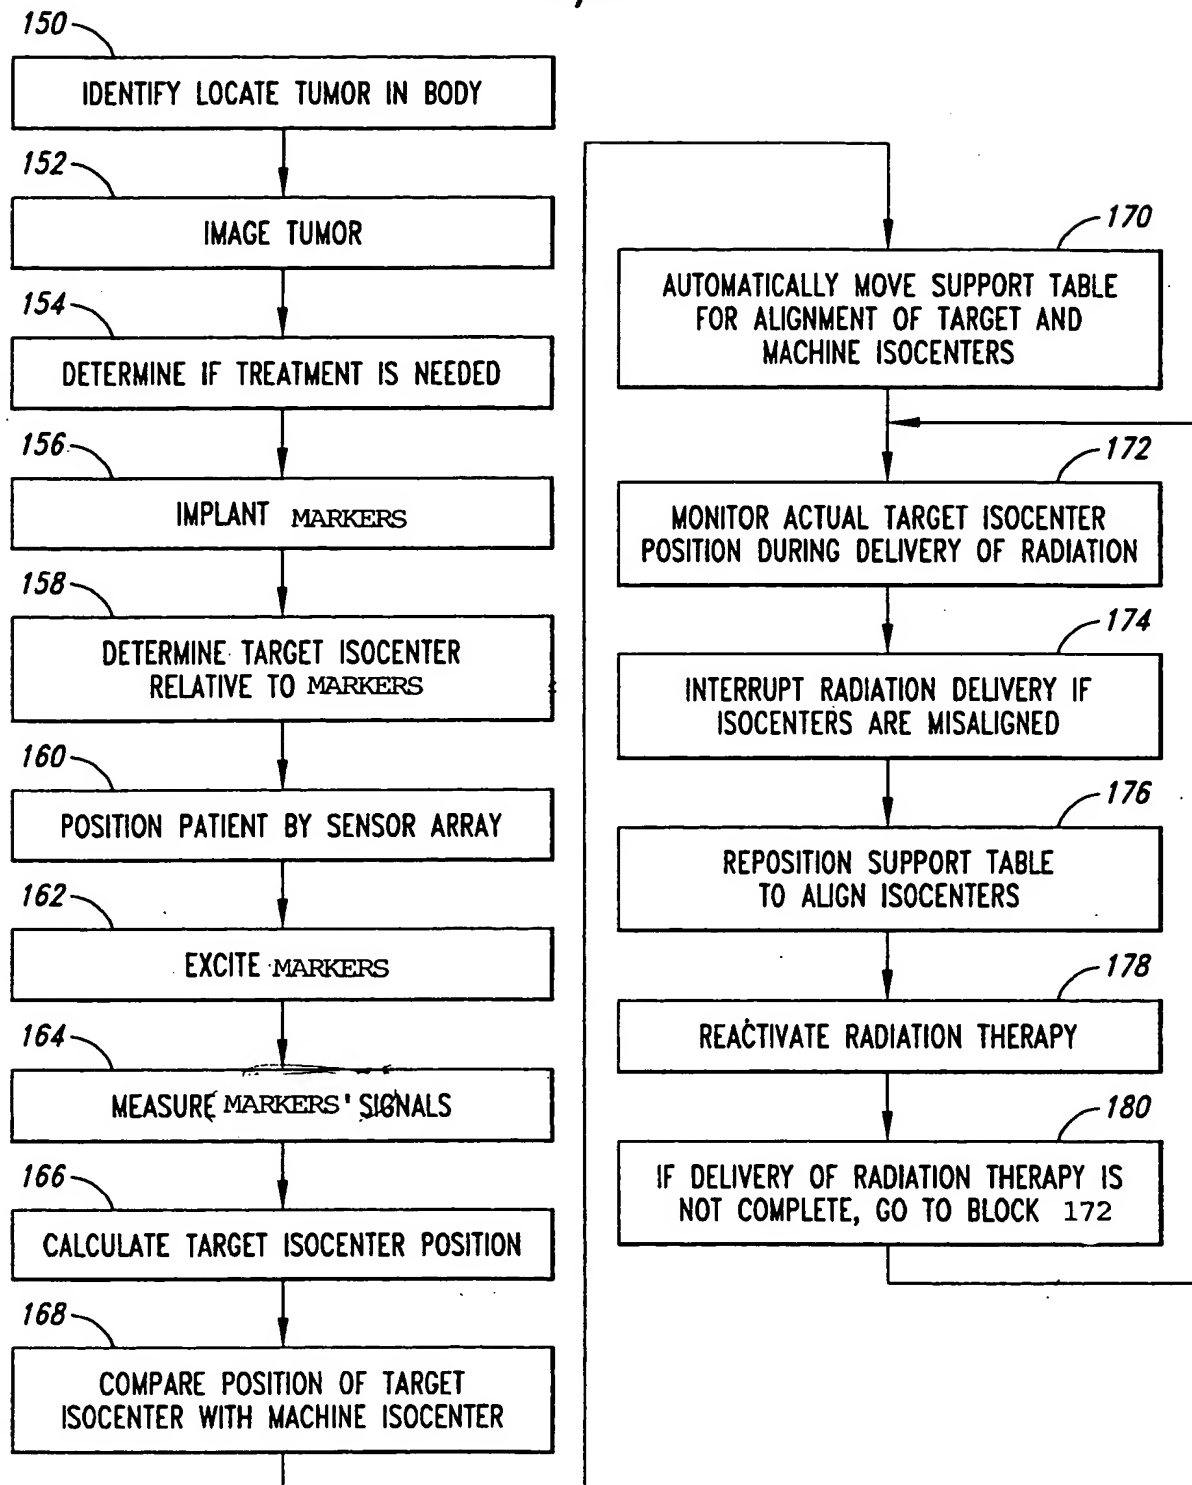 150
IDENTIFY LOCATE TUMOR IN BODY
152
IMAGE TUMOR
154
DETERMINE IF TREATMENT IS NEEDED
156
IMPLANT MARKERS
158
DETERMINE TARGET ISOCENTER
RELATIVE TO MARKERS
160
POSITION PATIENT BY SENSOR ARRAY
162
EXCITE MARKERS
164
MEASURE MARKERS' SIGNALS
166
CALCULATE TARGET ISOCENTER POSITION
168
COMPARE POSITION OF TARGET
ISOCENTER WITH MACHINE ISOCENTER
170
AUTOMATICALLY MOVE SUPPORT TABLE
FOR ALIGNMENT OF TARGET AND
MACHINE ISOCENTERS
172
MONITOR ACTUAL TARGET ISOCENTER
POSITION DURING DELIVERY OF RADIATION
174
INTERRUPT RADIATION DELIVERY IF
ISOCENTERS ARE MISALIGNED
176
REPOSITION SUPPORT TABLE
TO ALIGN ISOCENTERS
178
REACTIVATE RADIATION THERAPY
180
IF DELIVERY OF RADIATION THERAPY IS
NOT COMPLETE, GO TO BLOCK 172